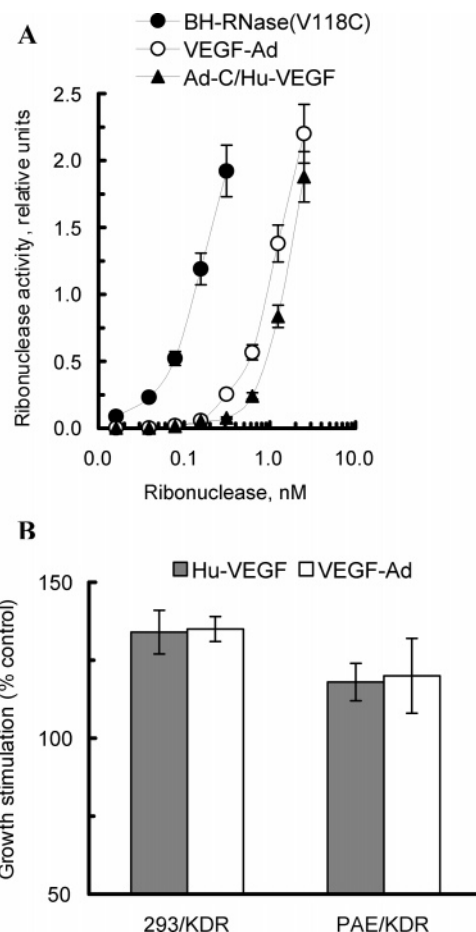 A
BH-RNase(V118C)
VEGF-Ad
Ad-C/Hu-VEGF
Ribonuclease activity, relative units
2.5
2.0
1.5
1.0
0.5
0.0
0.0 0.1 1.0 10.0
Ribonuclease, nM
B
Hu-VEGF VEGF-Ad
Growth stimulation (% control)
150
100
50
293/KDR PAE/KDR